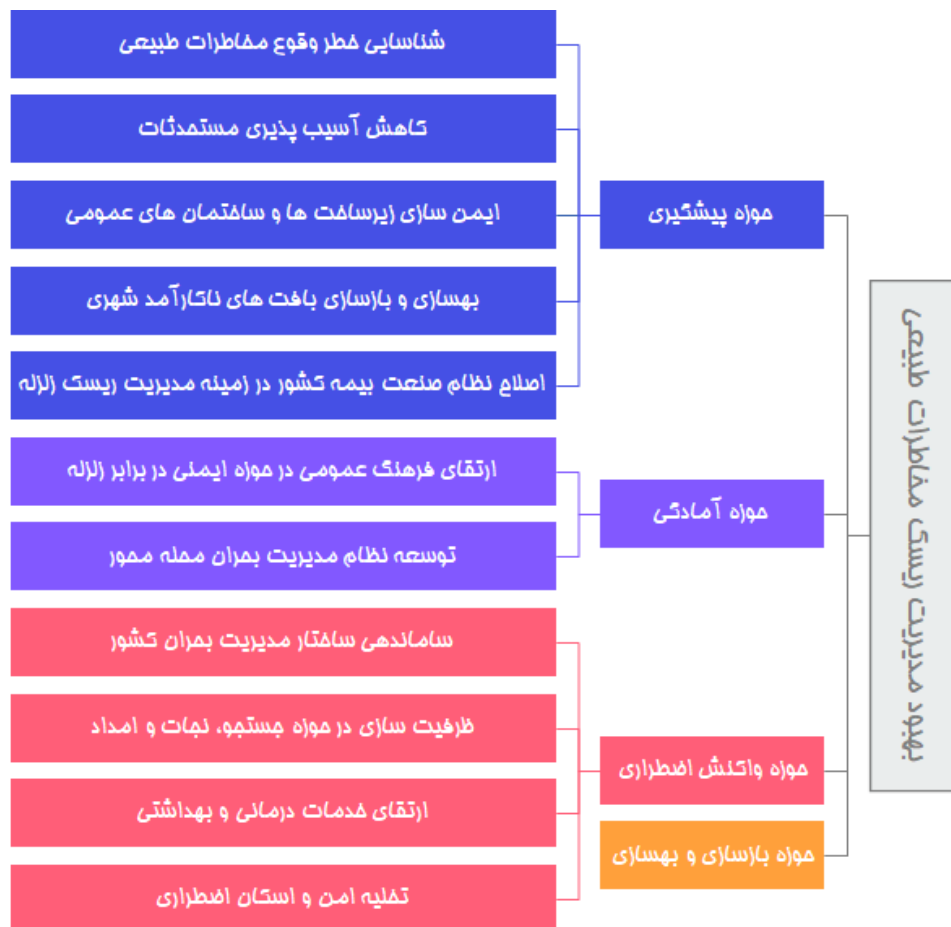 بهبود مدیریت ریسک مخاطرات طبیعی
حوزه پیشگیری
شناسایی خطر وقوع مخاطرات طبیعی
کاهش آسیب پذیری مستحدثات
ایمن سازی زیرساخت ها و ساختمان های عمومی
بهسازی و بازسازی بافت های ناکارآمد شهری
اصلاح نظام صنعت بیمه کشور در زمینه مدیریت ریسک زلزله
حوزه آمادگی
ارتقای فرهنگ عمومی در حوزه ایمنی در برابر زلزله
توسعه نظام مدیریت بحران محله محور
حوزه واکنش اضطراری
ساماندهی ساختار مدیریت بحران کشور
ظرفیت سازی در حوزه جستجو، نجات و امداد
ارتقای خدمات درمانی و بهداشتی
تخلیه امن و اسکان اضطراری
حوزه بازسازی و بهسازی